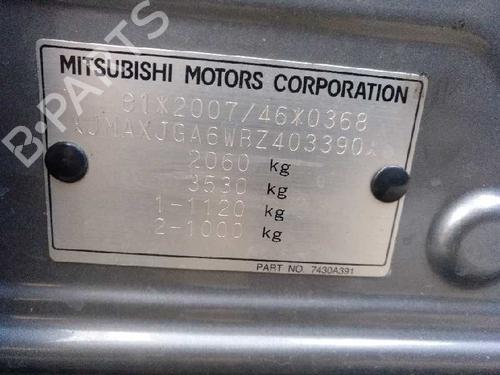 B-PARTS
MITSUBISHI MOTORS CORPORATION
e1*2007/46*0368
*JMAXJGA6WBZ403390*
2060 kg
3530 kg
1-1120 kg
2-1000 kg
PART NO. 7430A391